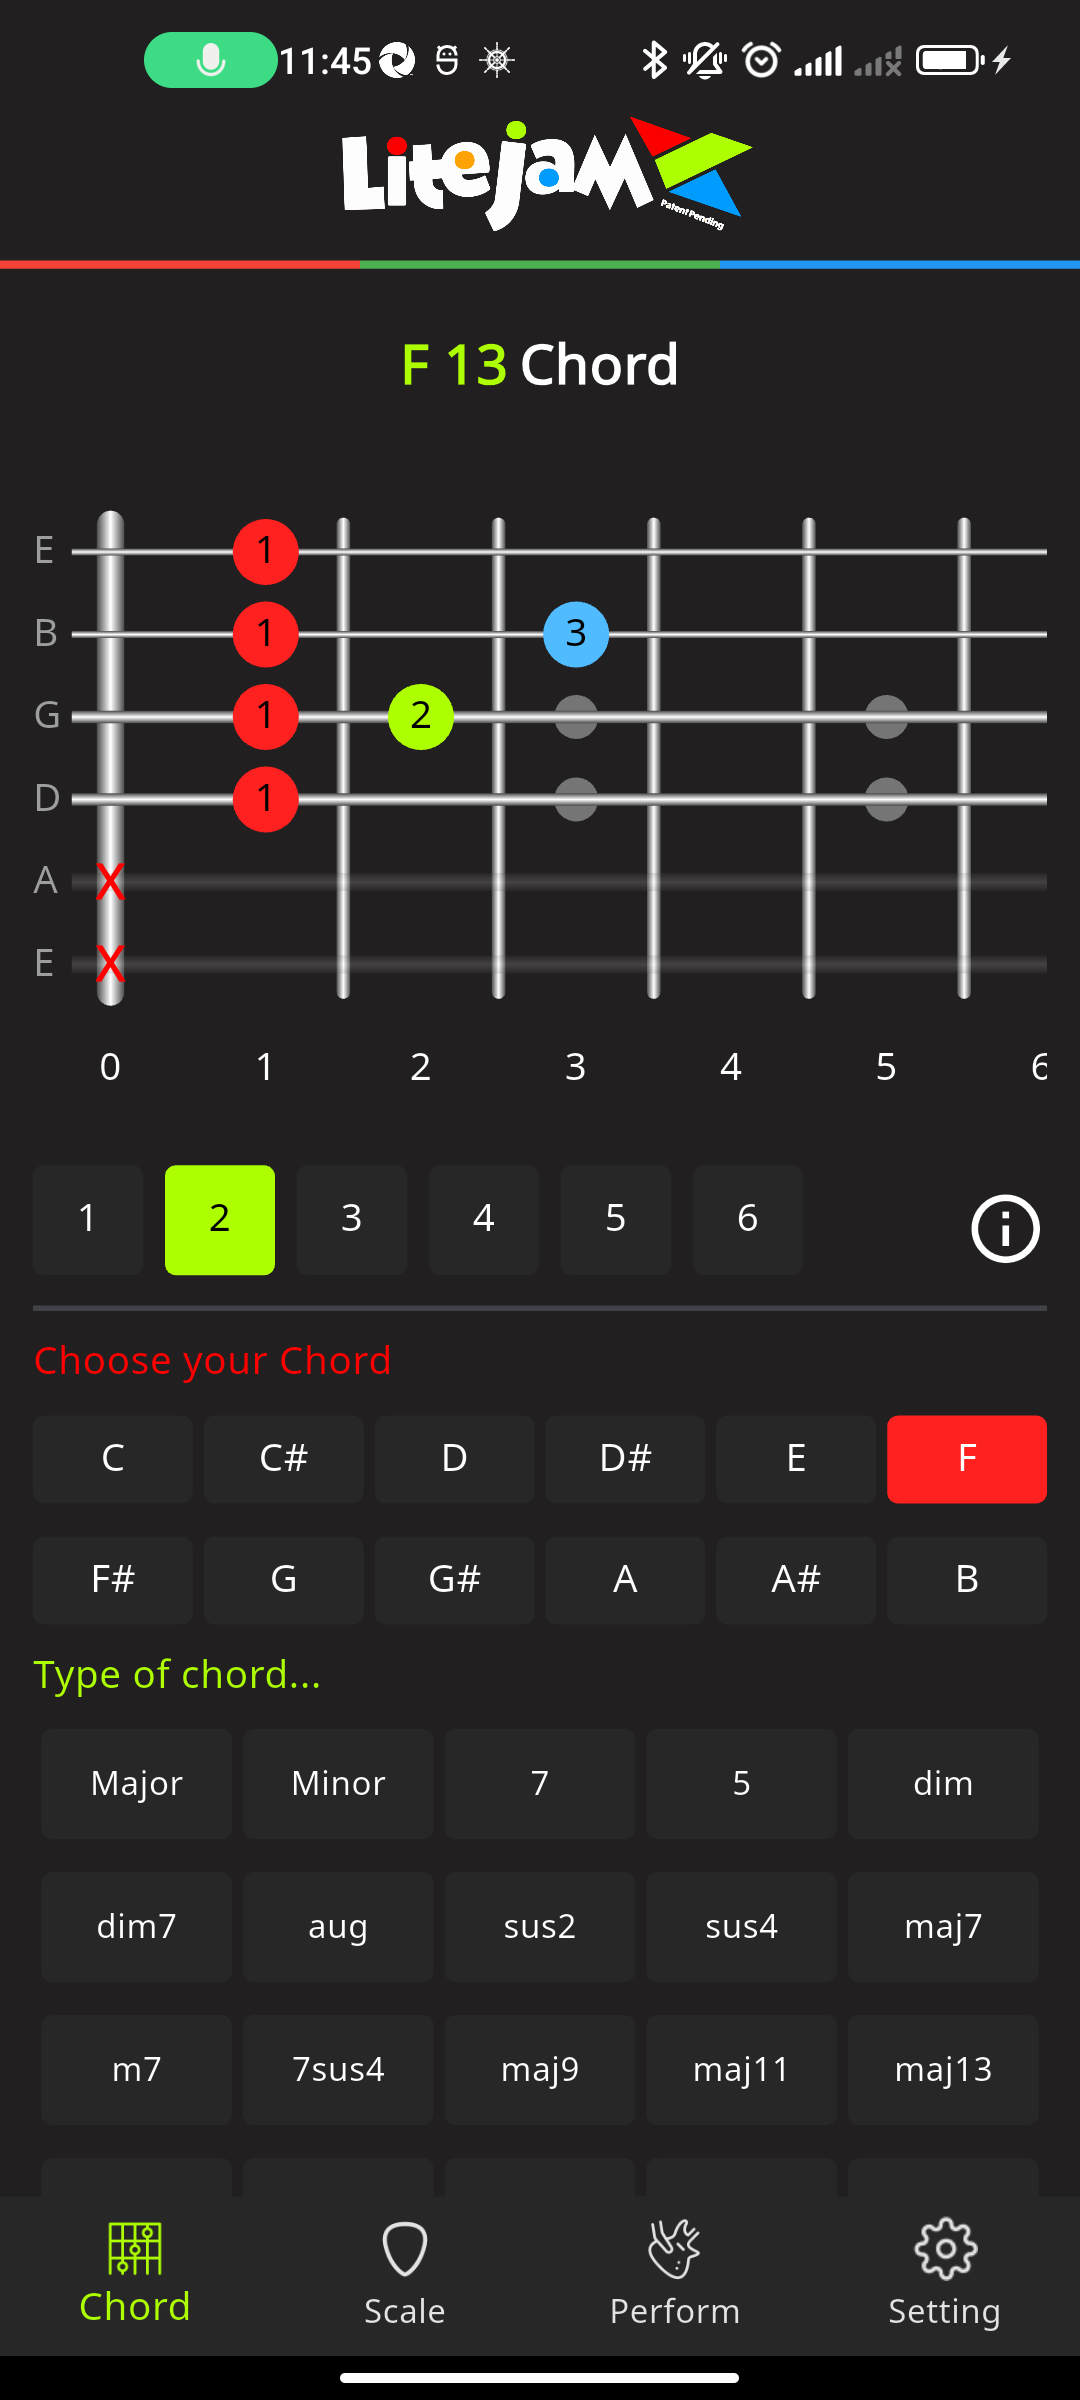 11:45
Litejam
Patent Pending
F 13 Chord
E 1
B 1 3
G 1 2
D 1
A X
E X
0 1 2 3 4 5 6
1 2 3 4 5 6
Choose your Chord
C C# D D# E F
F# G G# A A# B
Type of chord...
Major Minor 7 5 dim
dim7 aug sus2 sus4 maj7
m7 7sus4 maj9 maj11 maj13
Chord Scale Perform Setting